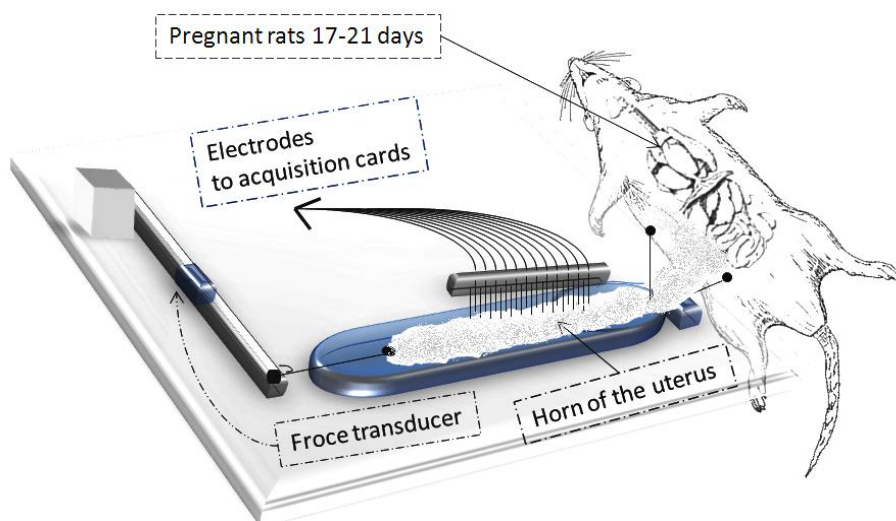 Pregnant rats 17-21 days
Electrodes
to acquisition cards
Horn of the uterus
Froce transducer